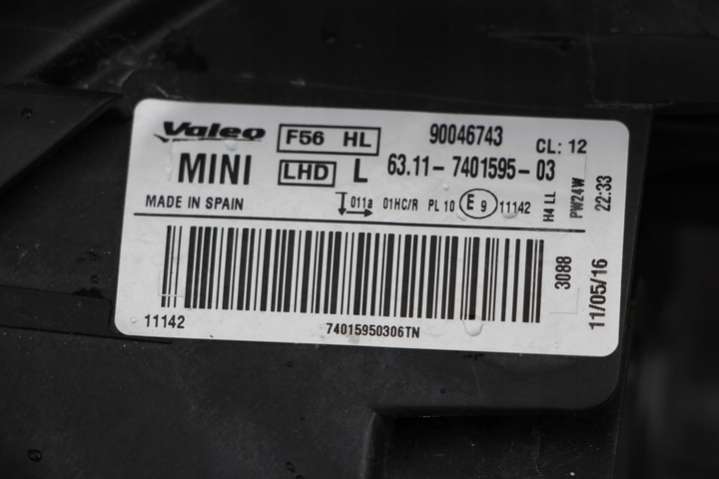 Valeo F56 HL 90046743 CL: 12
MINI LHD L 63.11-7401595-03
MADE IN SPAIN 011a 01HC/R PL 10 E 9 11142
H4 LL
PW24W
22:33
3088
11/05/16
11142
74015950306TN